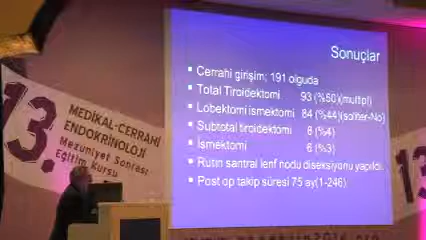 Sonuçlar
Cerrahi girişim; 191 olguda
Total Tiroidektomi 93 (%50)(multipl)
Lobektomi ismektomi 84 (%44)(soliter-No)
Subtotal tiroidektomi 8 (%4)
İsmektomi 6 (%3)
Rutin santral lenf nodu diseksiyonu yapıldı.
Post op takip süresi 75 ay(1-246)
13.
MEDİKAL-CERRAHİ
ENDOKRİNOLOJİ
Mezuniyet Sonrası
Eğitim Kursu
13